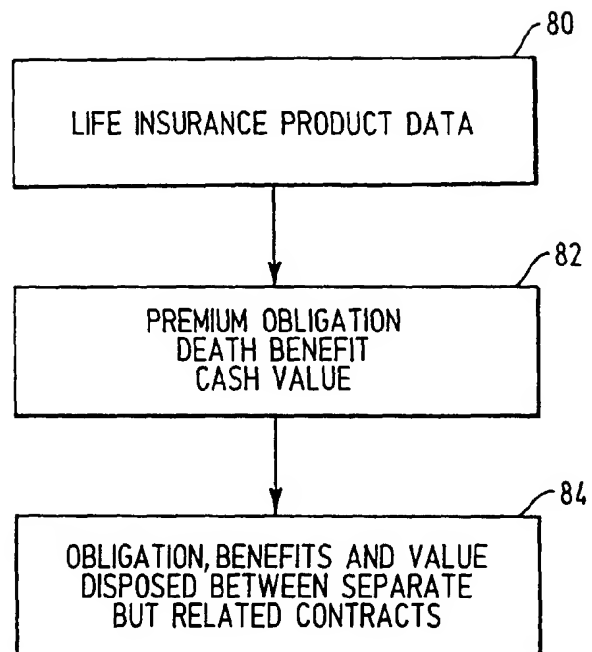 80
LIFE INSURANCE PRODUCT DATA
82
PREMIUM OBLIGATION
DEATH BENEFIT
CASH VALUE
84
OBLIGATION, BENEFITS AND VALUE
DISPOSED BETWEEN SEPARATE
BUT RELATED CONTRACTS